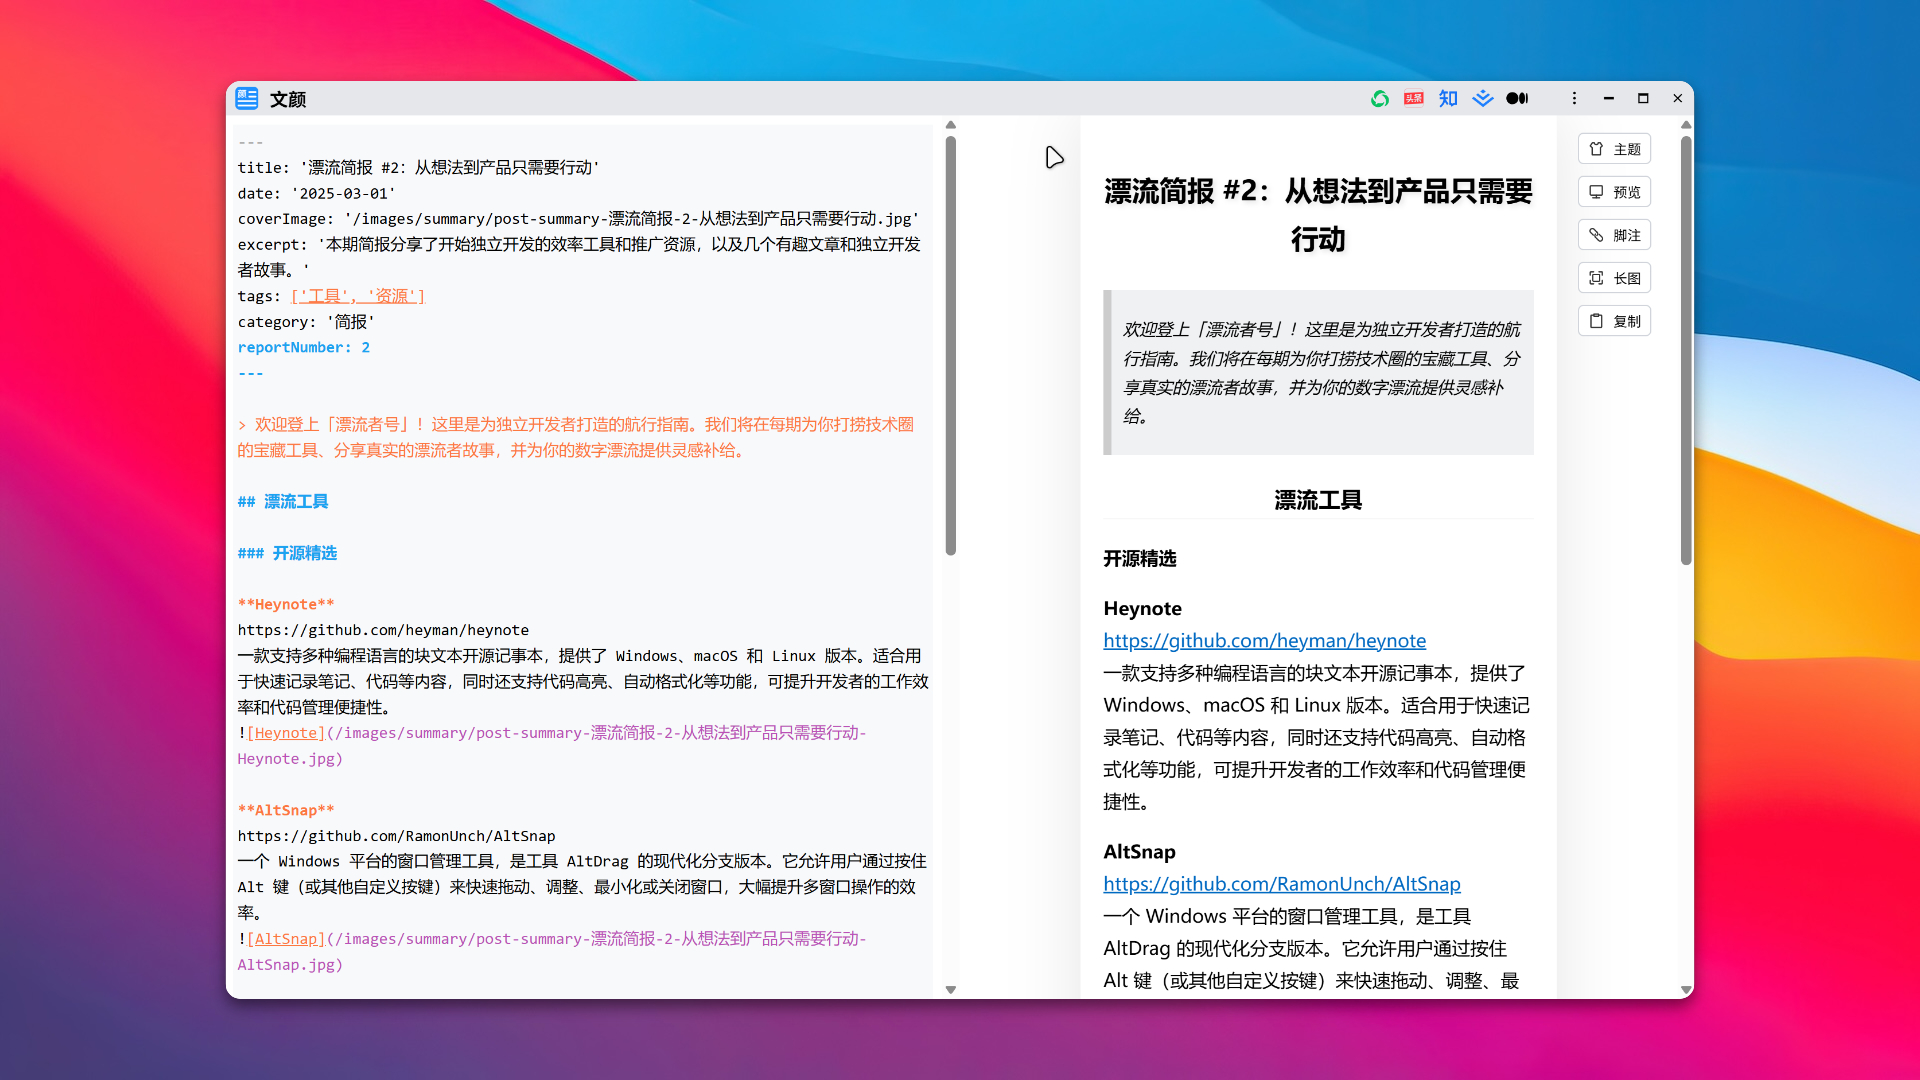 文颜
头条
知
---
title: '漂流简报 #2：从想法到产品只需要行动'
date: '2025-03-01'
coverImage: '/images/summary/post-summary-漂流简报-2-从想法到产品只需要行动.jpg'
excerpt: '本期简报分享了开始独立开发的效率工具和推广资源，以及几个有趣文章和独立开发
者故事。'
tags: ['工具', '资源']
category: '简报'
reportNumber: 2
---
> 欢迎登上「漂流者号」！这里是为独立开发者打造的航行指南。我们将在每期为你打捞技术圈
的宝藏工具、分享真实的漂流者故事，并为你的数字漂流提供灵感补给。
## 漂流工具
### 开源精选
**Heynote**
https://github.com/heyman/heynote
一款支持多种编程语言的块文本开源记事本，提供了 Windows、macOS 和 Linux 版本。适合用
于快速记录笔记、代码等内容，同时还支持代码高亮、自动格式化等功能，可提升开发者的工作效
率和代码管理便捷性。
![Heynote](/images/summary/post-summary-漂流简报-2-从想法到产品只需要行动-
Heynote.jpg)
**AltSnap**
https://github.com/RamonUnch/AltSnap
一个 Windows 平台的窗口管理工具，是工具 AltDrag 的现代化分支版本。它允许用户通过按住
Alt 键（或其他自定义按键）来快速拖动、调整、最小化或关闭窗口，大幅提升多窗口操作的效
率。
![AltSnap](/images/summary/post-summary-漂流简报-2-从想法到产品只需要行动-
AltSnap.jpg)
漂流简报 #2：从想法到产品只需要
行动
欢迎登上「漂流者号」！这里是为独立开发者打造的航
行指南。我们将在每期为你打捞技术圈的宝藏工具、分
享真实的漂流者故事，并为你的数字漂流提供灵感补
给。
漂流工具
开源精选
Heynote
https://github.com/heyman/heynote
一款支持多种编程语言的块文本开源记事本，提供了
Windows、macOS 和 Linux 版本。适合用于快速记
录笔记、代码等内容，同时还支持代码高亮、自动格
式化等功能，可提升开发者的工作效率和代码管理便
捷性。
AltSnap
https://github.com/RamonUnch/AltSnap
一个 Windows 平台的窗口管理工具，是工具
AltDrag 的现代化分支版本。它允许用户通过按住
Alt 键（或其他自定义按键）来快速拖动、调整、最
主题
预览
脚注
长图
复制